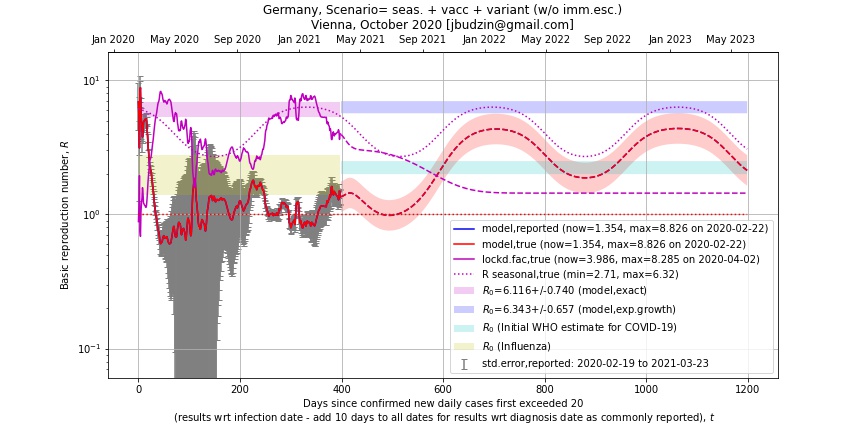 Germany, Scenario= seas. + vacc + variant (w/o imm.esc.)
Vienna, October 2020 [jbudzin@gmail.com]
Jan 2020 May 2020 Sep 2020 Jan 2021 May 2021 Sep 2021 Jan 2022 May 2022 Sep 2022 Jan 2023 May 2023
Basic reproduction number, R
10¹
10⁰
10⁻¹
model,reported (now=1.354, max=8.826 on 2020-02-22)
model,true (now=1.354, max=8.826 on 2020-02-22)
lockd.fac,true (now=3.986, max=8.285 on 2020-04-02)
R seasonal,true (min=2.71, max=6.32)
R₀=6.116+/-0.740 (model,exact)
R₀=6.343+/-0.657 (model,exp.growth)
R₀ (Initial WHO estimate for COVID-19)
R₀ (Influenza)
std.error,reported: 2020-02-19 to 2021-03-23
0 200 400 600 800 1000 1200
Days since confirmed new daily cases first exceeded 20
(results wrt infection date - add 10 days to all dates for results wrt diagnosis date as commonly reported), t